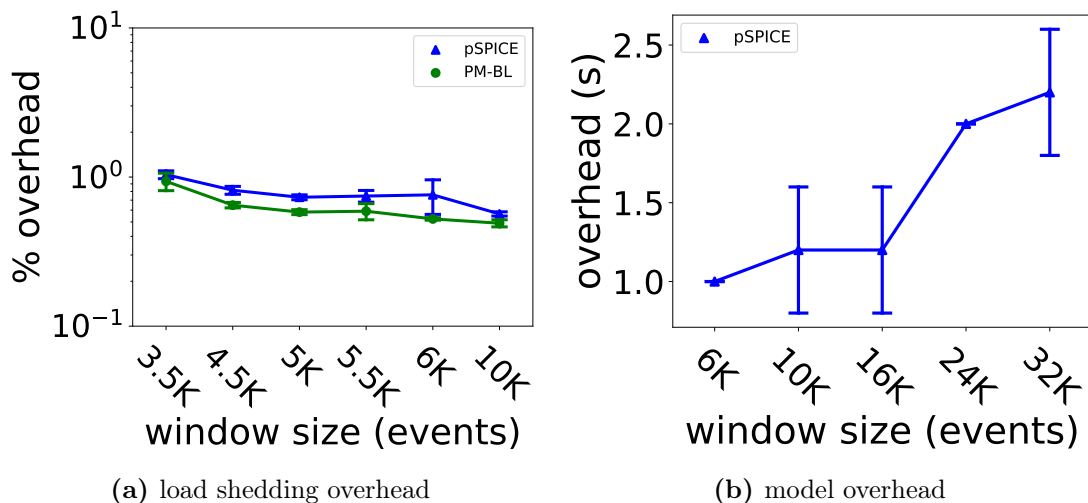 % overhead
10^1
10^0
10^{-1}
pSPICE
PM-BL
3.5K
4.5K
5K
5.5K
6K
10K
window size (events)
(a) load shedding overhead
overhead (s)
2.5
2.0
1.5
1.0
pSPICE
6K
10K
16K
24K
32K
window size (events)
(b) model overhead